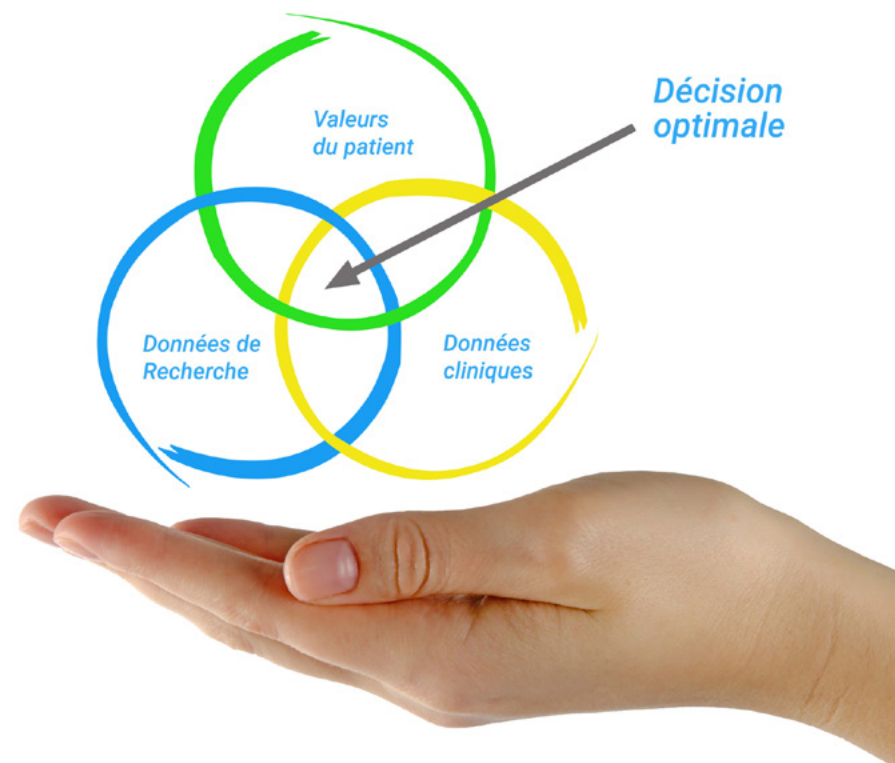 Valeurs
du patient
Décision
optimale
Données de
Recherche
Données
cliniques